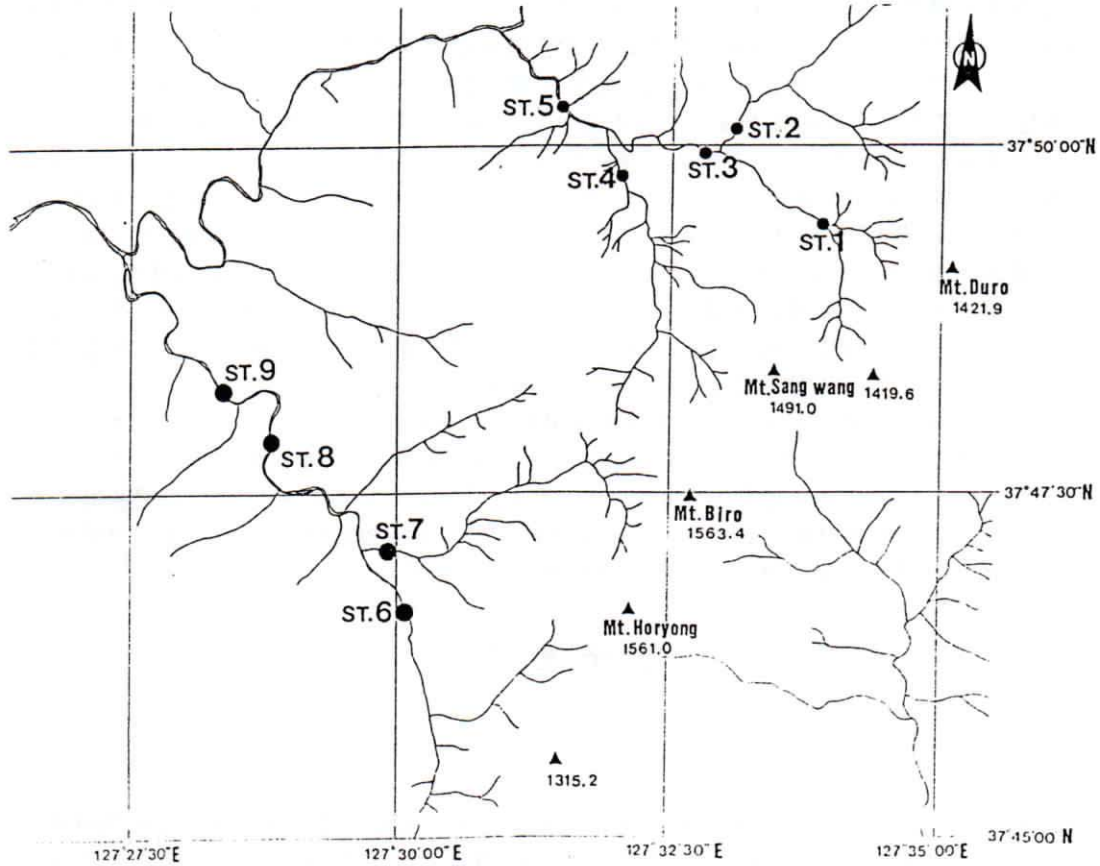 N
ST.5
ST.2
37°50'00"N
ST.3
ST.4
ST.1
Mt.Duro
1421.9
ST.9
Mt.Sang wang
1491.0
1419.6
ST.8
37°47'30"N
Mt.Biro
1563.4
ST.7
ST.6
Mt.Horyong
1561.0
1315.2
37°45'00 N
127°27'30"E
127°30'00"E
127°32'30"E
127°35'00"E